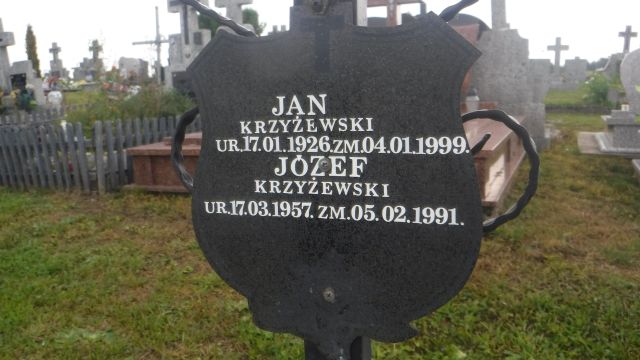 JAN
KRZYŻEWSKI
UR.17.01.1926.ZM.04.01.1999.
JÓZEF
KRZYŻEWSKI
UR.17.03.1957. ZM.05.02.1991.